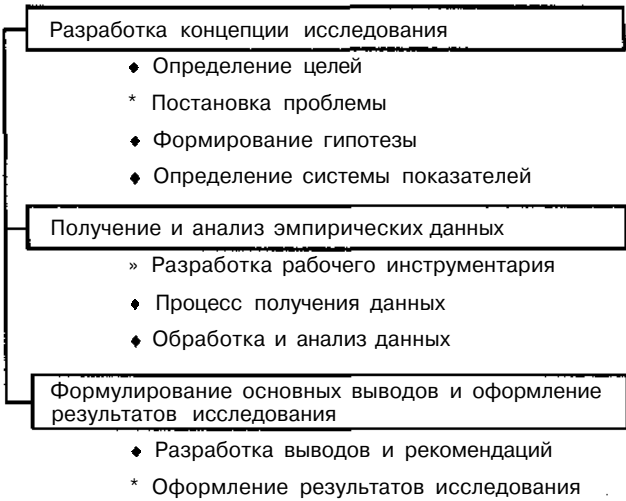 Разработка концепции исследования
♦ Определение целей
* Постановка проблемы
♦ Формирование гипотезы
♦ Определение системы показателей
Получение и анализ эмпирических данных
» Разработка рабочего инструментария
♦ Процесс получения данных
♦ Обработка и анализ данных
Формулирование основных выводов и оформление
результатов исследования
♦ Разработка выводов и рекомендаций
* Оформление результатов исследования